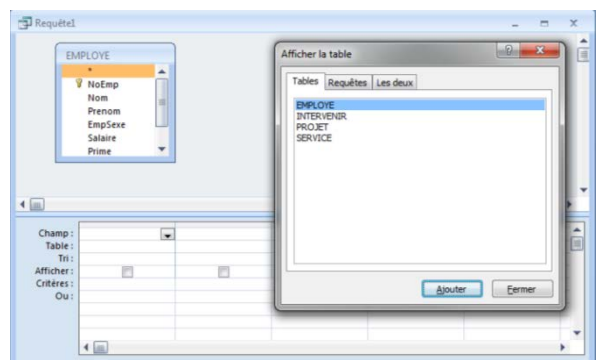 Requête1
EMPLOYE
*
NoEmp
Nom
Prenom
EmpSexe
Salaire
Prime
Afficher la table
Tables Requêtes Les deux
EMPLOYE
INTERVENIR
PROJET
SERVICE
Ajouter Fermer
Champ :
Table :
Tri :
Afficher :
Critères :
Ou :